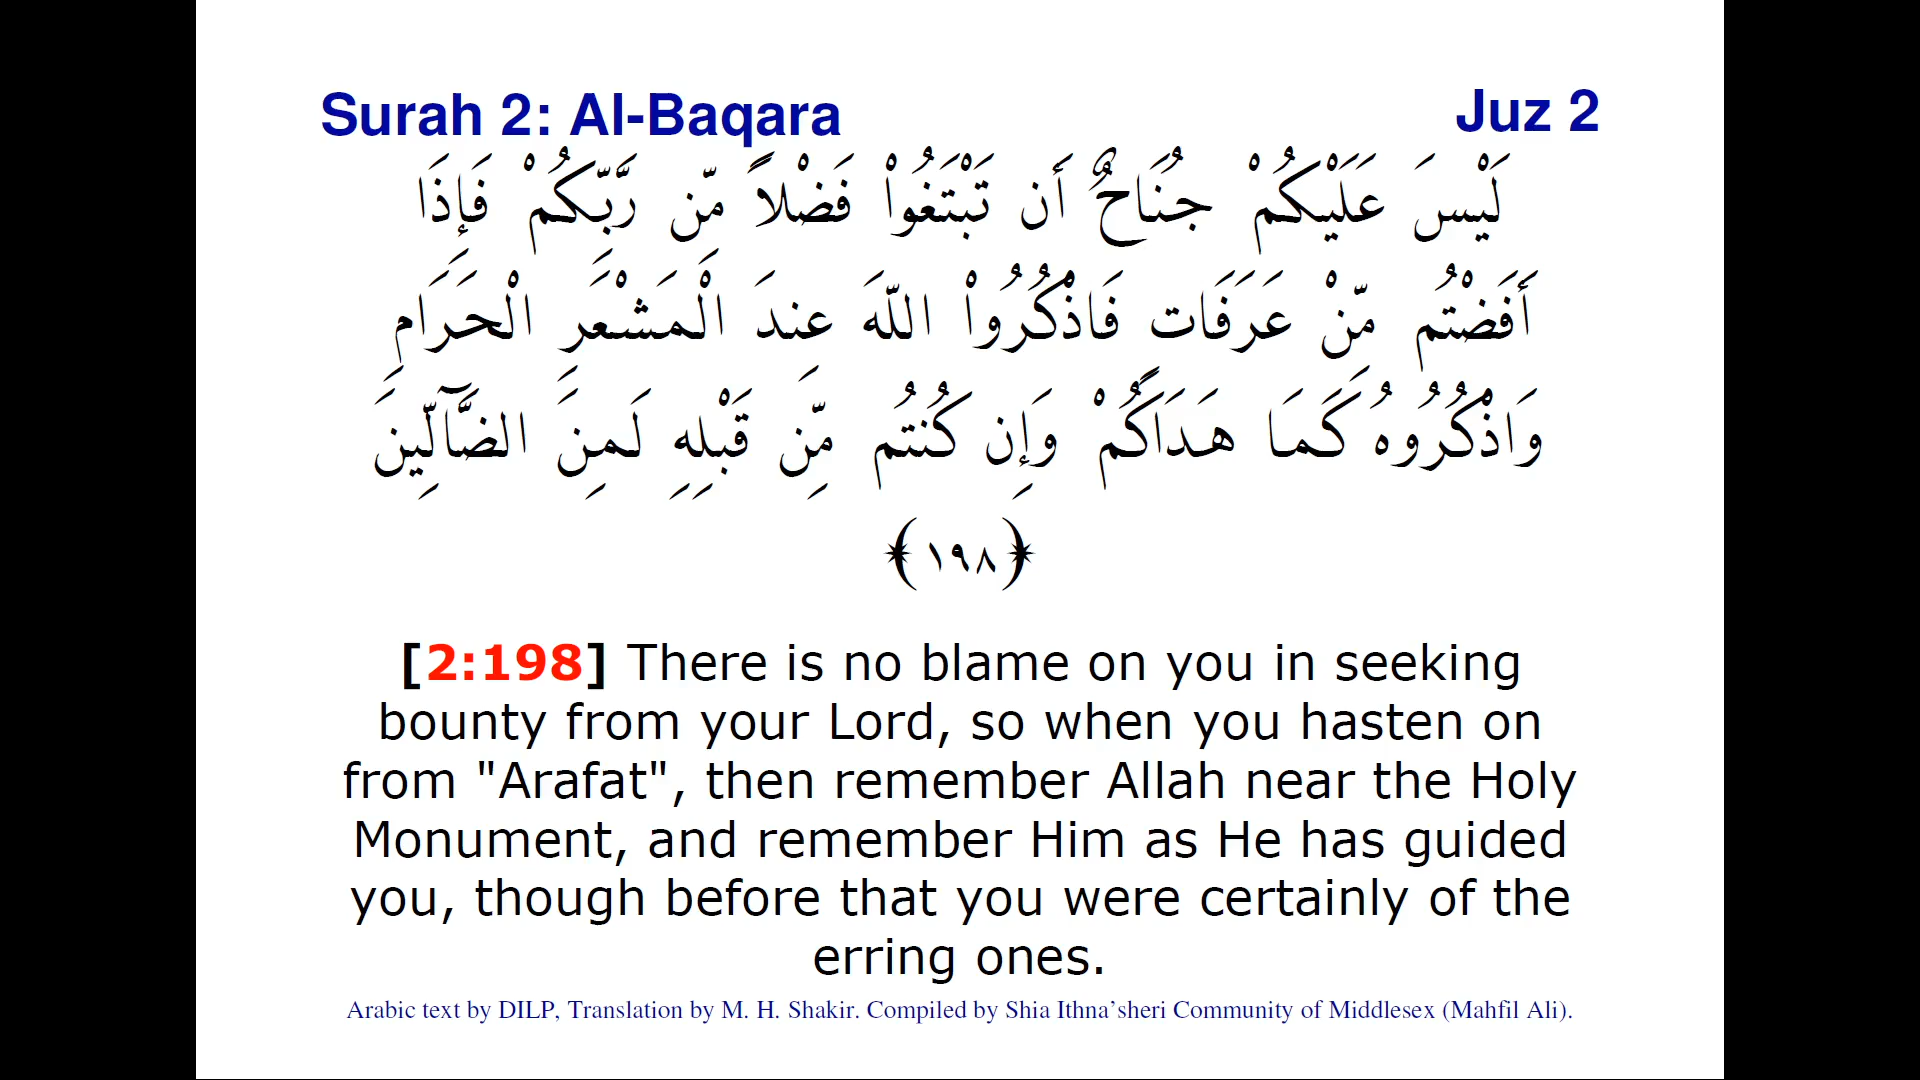 Surah 2: Al-Baqara
Juz 2
لَيْسَ عَلَيْكُمْ جُنَاحٌ أَن تَبْتَغُواْ فَضْلاً مِّن رَّبِّكُمْ فَإِذَا
أَفَضْتُم مِّنْ عَرَفَاتٍ فَاذْكُرُواْ اللّهَ عِندَ الْمَشْعَرِ الْحَرَامِ
وَاذْكُرُوهُ كَمَا هَدَاكُمْ وَإِن كُنتُم مِّن قَبْلِهِ لَمِنَ الضَّآلِّينَ
﴿١٩٨﴾
[2:198] There is no blame on you in seeking
bounty from your Lord, so when you hasten on
from "Arafat", then remember Allah near the Holy
Monument, and remember Him as He has guided
you, though before that you were certainly of the
erring ones.
Arabic text by DILP, Translation by M. H. Shakir. Compiled by Shia Ithna’sheri Community of Middlesex (Mahfil Ali).